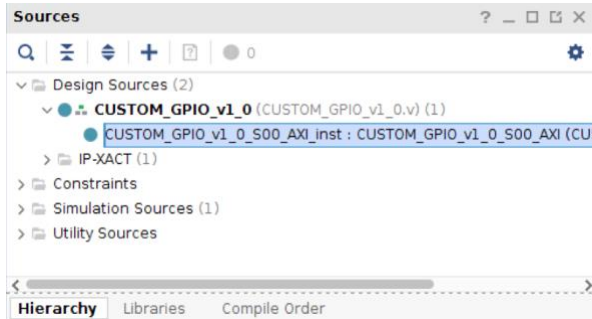 Sources
? 0
Design Sources (2)
CUSTOM_GPIO_v1_0 (CUSTOM_GPIO_v1_0.v) (1)
CUSTOM_GPIO_v1_0_S00_AXI_inst : CUSTOM_GPIO_v1_0_S00_AXI (CU
IP-XACT (1)
Constraints
Simulation Sources (1)
Utility Sources
Hierarchy Libraries Compile Order